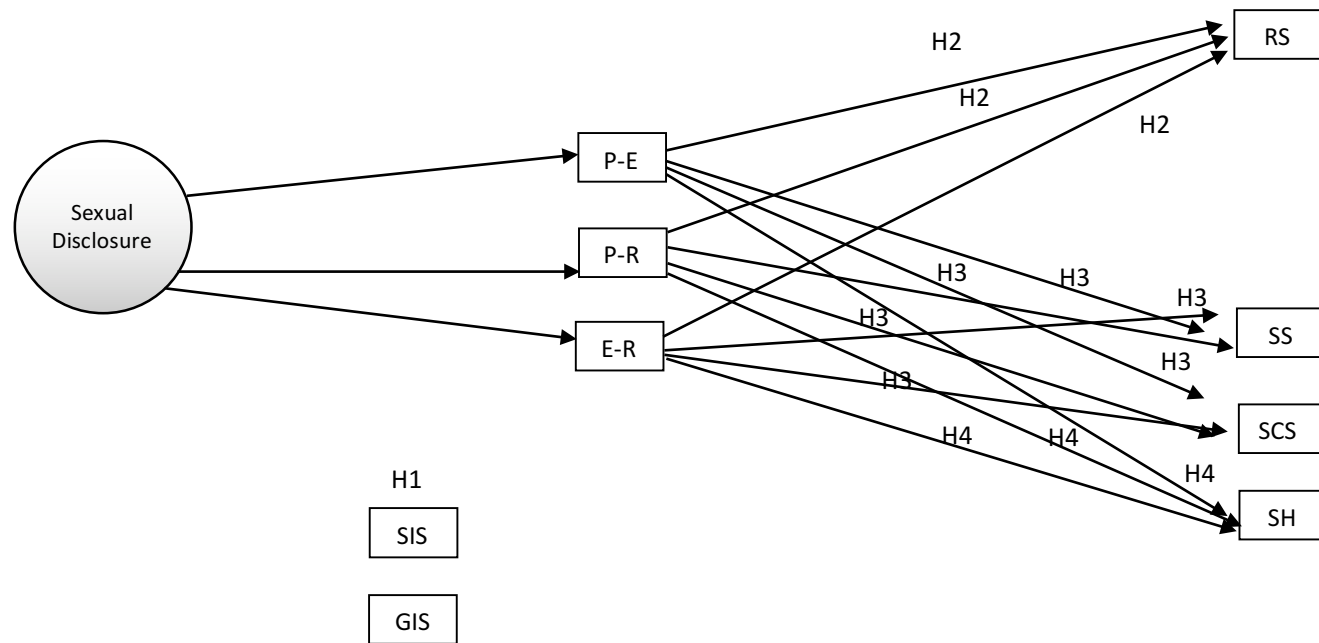 RS
H2
H2
H2
P-E
Sexual
Disclosure
P-R
H3
H3
H3
H3
SS
E-R
H3
H3
SCS
H4
H4
H4
H1
SIS
SH
GIS